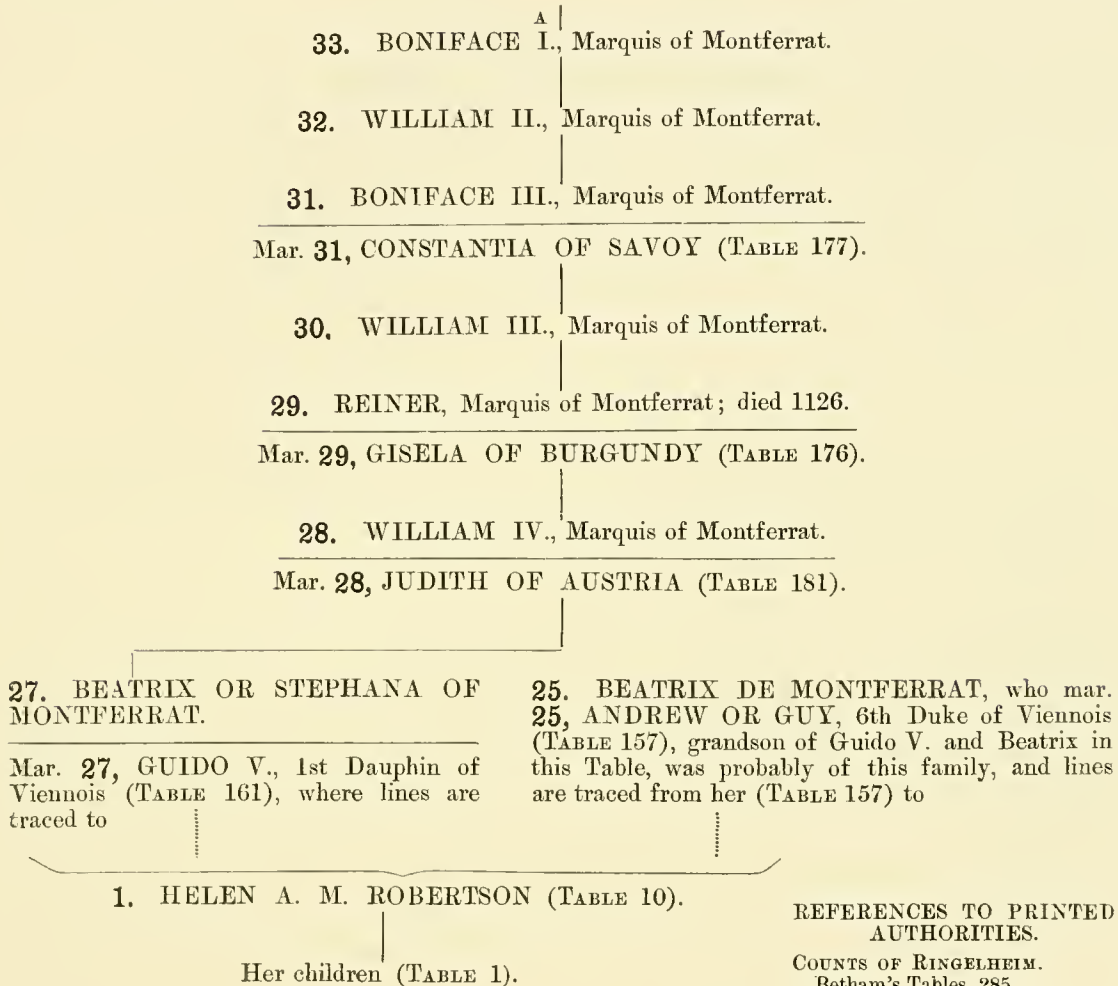 A
33. BONIFACE I., Marquis of Montferrat.
32. WILLIAM II., Marquis of Montferrat.
31. BONIFACE III., Marquis of Montferrat.
Mar. 31, CONSTANTIA OF SAVOY (TABLE 177).
30. WILLIAM III., Marquis of Montferrat.
29. REINER, Marquis of Montferrat; died 1126.
Mar. 29, GISELA OF BURGUNDY (TABLE 176).
28. WILLIAM IV., Marquis of Montferrat.
Mar. 28, JUDITH OF AUSTRIA (TABLE 181).
27. BEATRIX OR STEPHANA OF
MONTFERRAT.
Mar. 27, GUIDO V., 1st Dauphin of
Viennois (TABLE 161), where lines are
traced to
25. BEATRIX DE MONTFERRAT, who mar.
25, ANDREW OR GUY, 6th Duke of Viennois
(TABLE 157), grandson of Guido V. and Beatrix in
this Table, was probably of this family, and lines
are traced from her (TABLE 157) to
1. HELEN A. M. ROBERTSON (TABLE 10).
Her children (TABLE 1).
REFERENCES TO PRINTED
AUTHORITIES.
COUNTS OF RINGELHEIM.
Betham's Tables, 285.